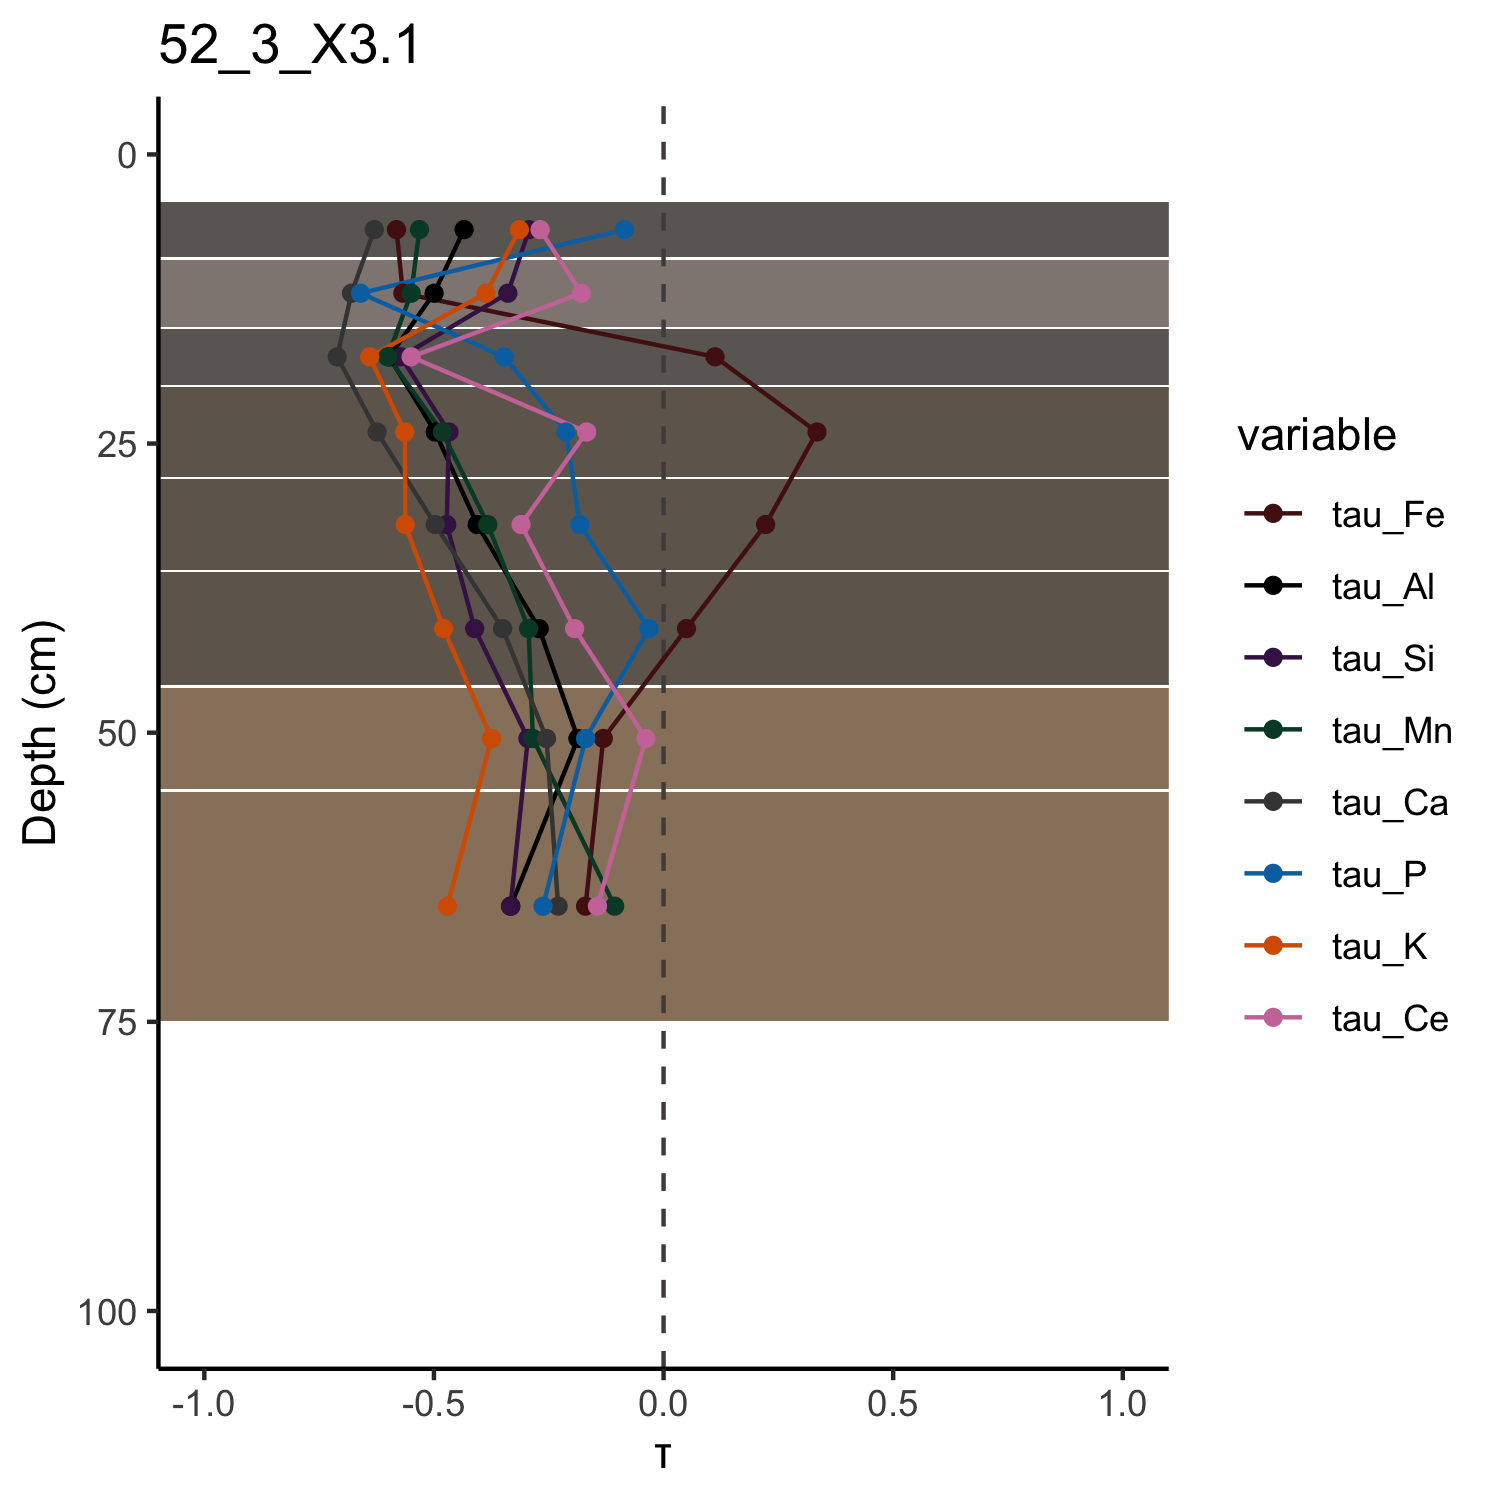 52_3_X3.1
0
25
50
75
100
Depth (cm)
-1.0 -0.5 0.0 0.5 1.0
τ
variable
tau_Fe
tau_Al
tau_Si
tau_Mn
tau_Ca
tau_P
tau_K
tau_Ce